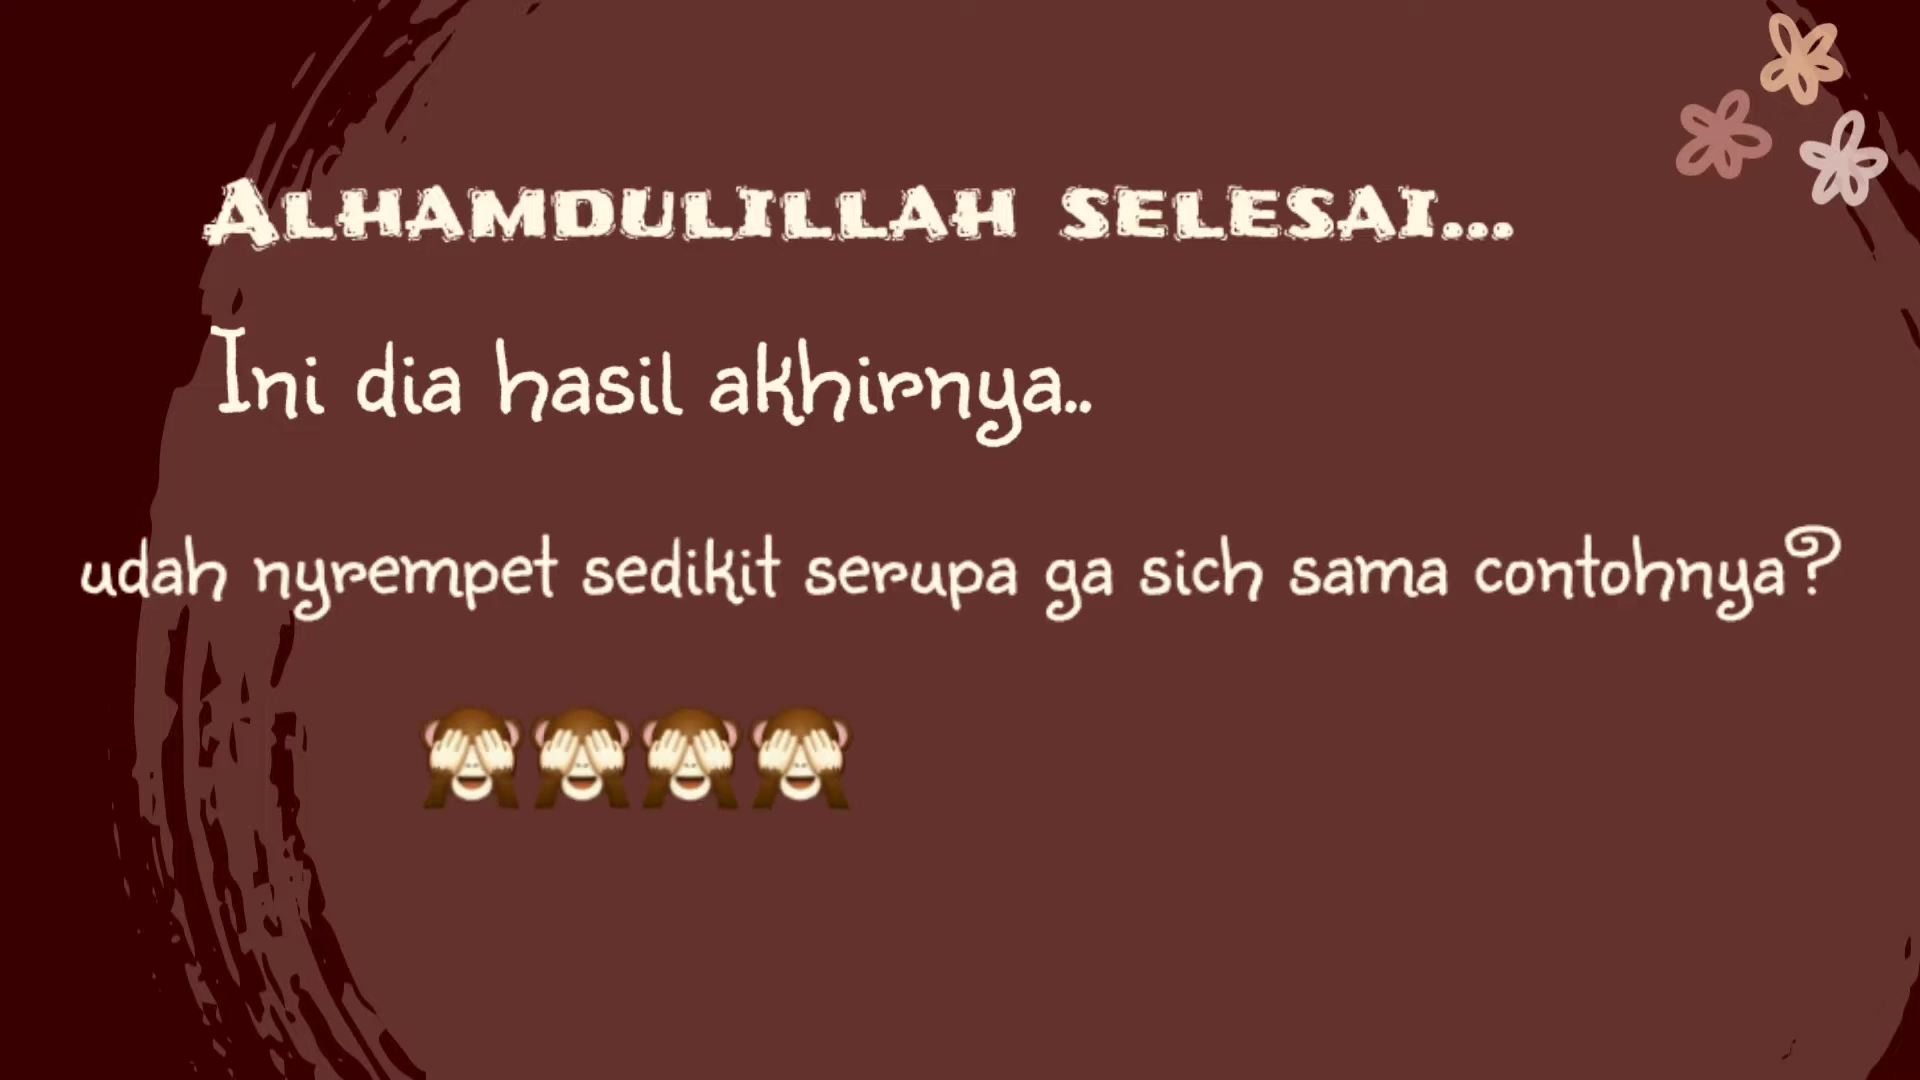 Alhamdulillah selesai...
Ini dia hasil akhirnya..
udah nyrempet sedikit serupa ga sich sama contohnya?
🙈🙈🙈🙈